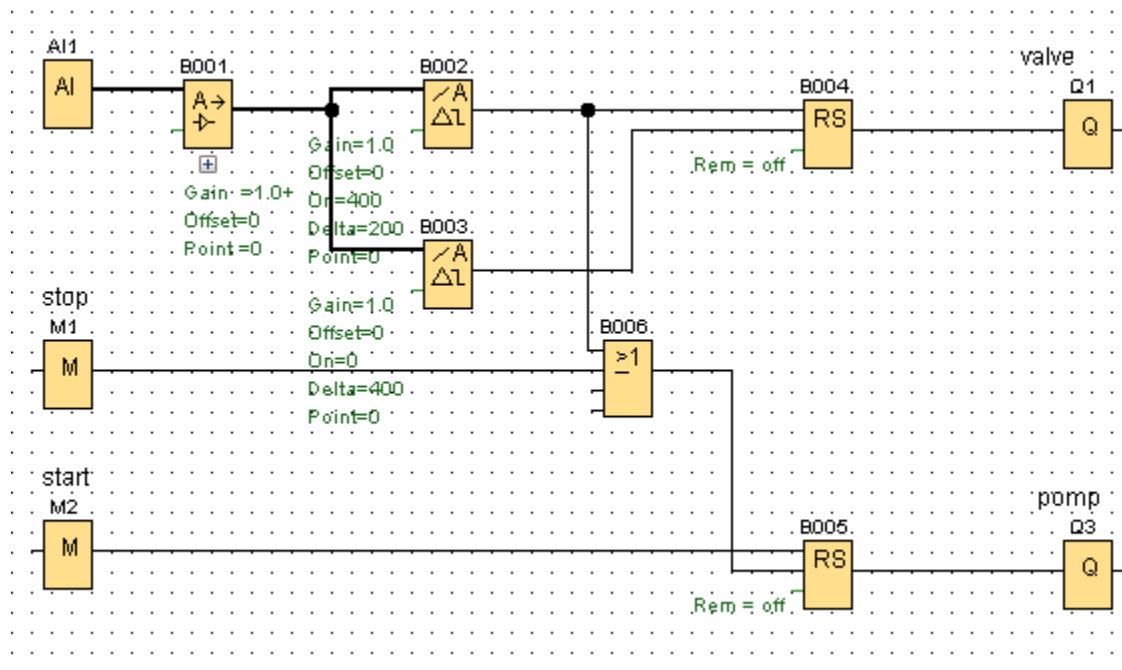 AI1
AI
B001
A→
Gain =1.0+
Offset=0
Point=0
B002
A
Gain=1.0
Offset=0
On=400
Delta=200
Point=0
B003
A
Gain=1.0
Offset=0
On=0
Delta=400
Point=0
B004
RS
Rem = off
valve
Q1
Q
stop
M1
M
B006
≥1
start
M2
M
B005
RS
Rem = off
pomp
Q3
Q